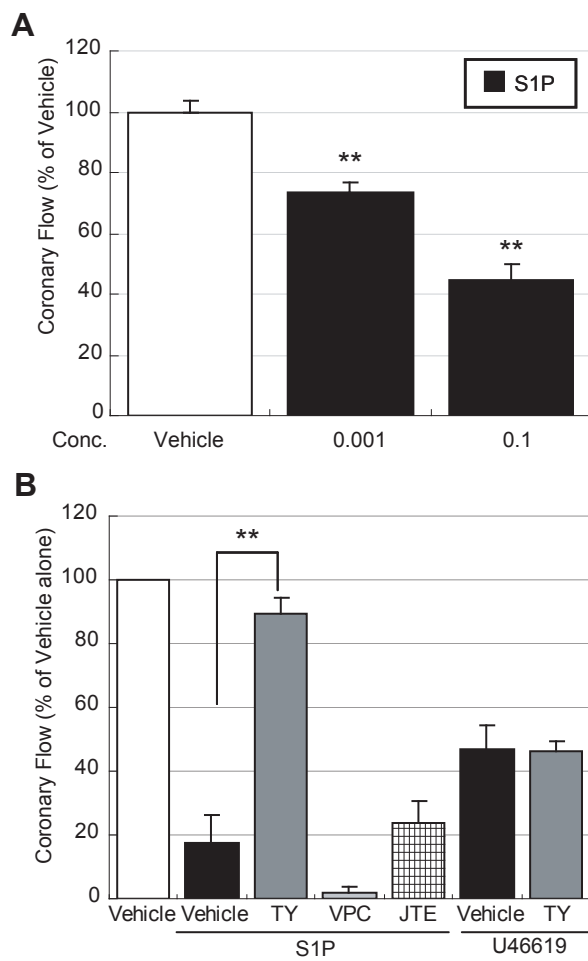 A
Coronary Flow (% of Vehicle)
120
100
80
60
40
20
0
S1P
**
**
Conc.
Vehicle
0.001
0.1
B
Coronary Flow (% of Vehicle alone)
120
100
80
60
40
20
0
**
Vehicle Vehicle TY VPC JTE Vehicle TY
S1P U46619